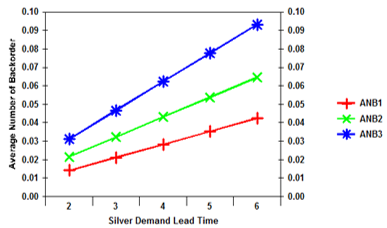 Average Number of Backorder
0.10 0.10
0.09 0.09
0.08 0.08
0.07 0.07
0.06 0.06
0.05 0.05
0.04 0.04
0.03 0.03
0.02 0.02
0.01 0.01
0.00 0.00
2 3 4 5 6
Silver Demand Lead Time
ANB1
ANB2
ANB3